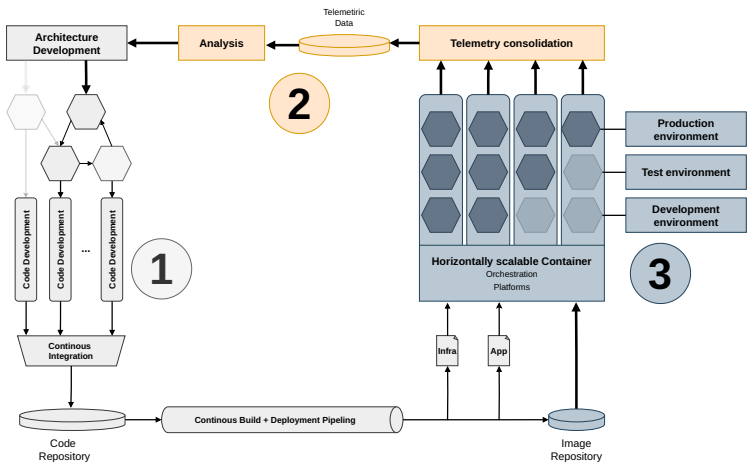 Telemetiric
Data
Architecture
Development
Analysis
Telemetry consolidation
2
Production
environment
Test environment
Development
environment
Code Development
Code Development
...
Code Development
1
Horizontally scalable Container
Orchestration
Platforms
3
Continous
Integration
Infra
App
Continous Build + Deployment Pipeling
Code
Repository
Image
Repository